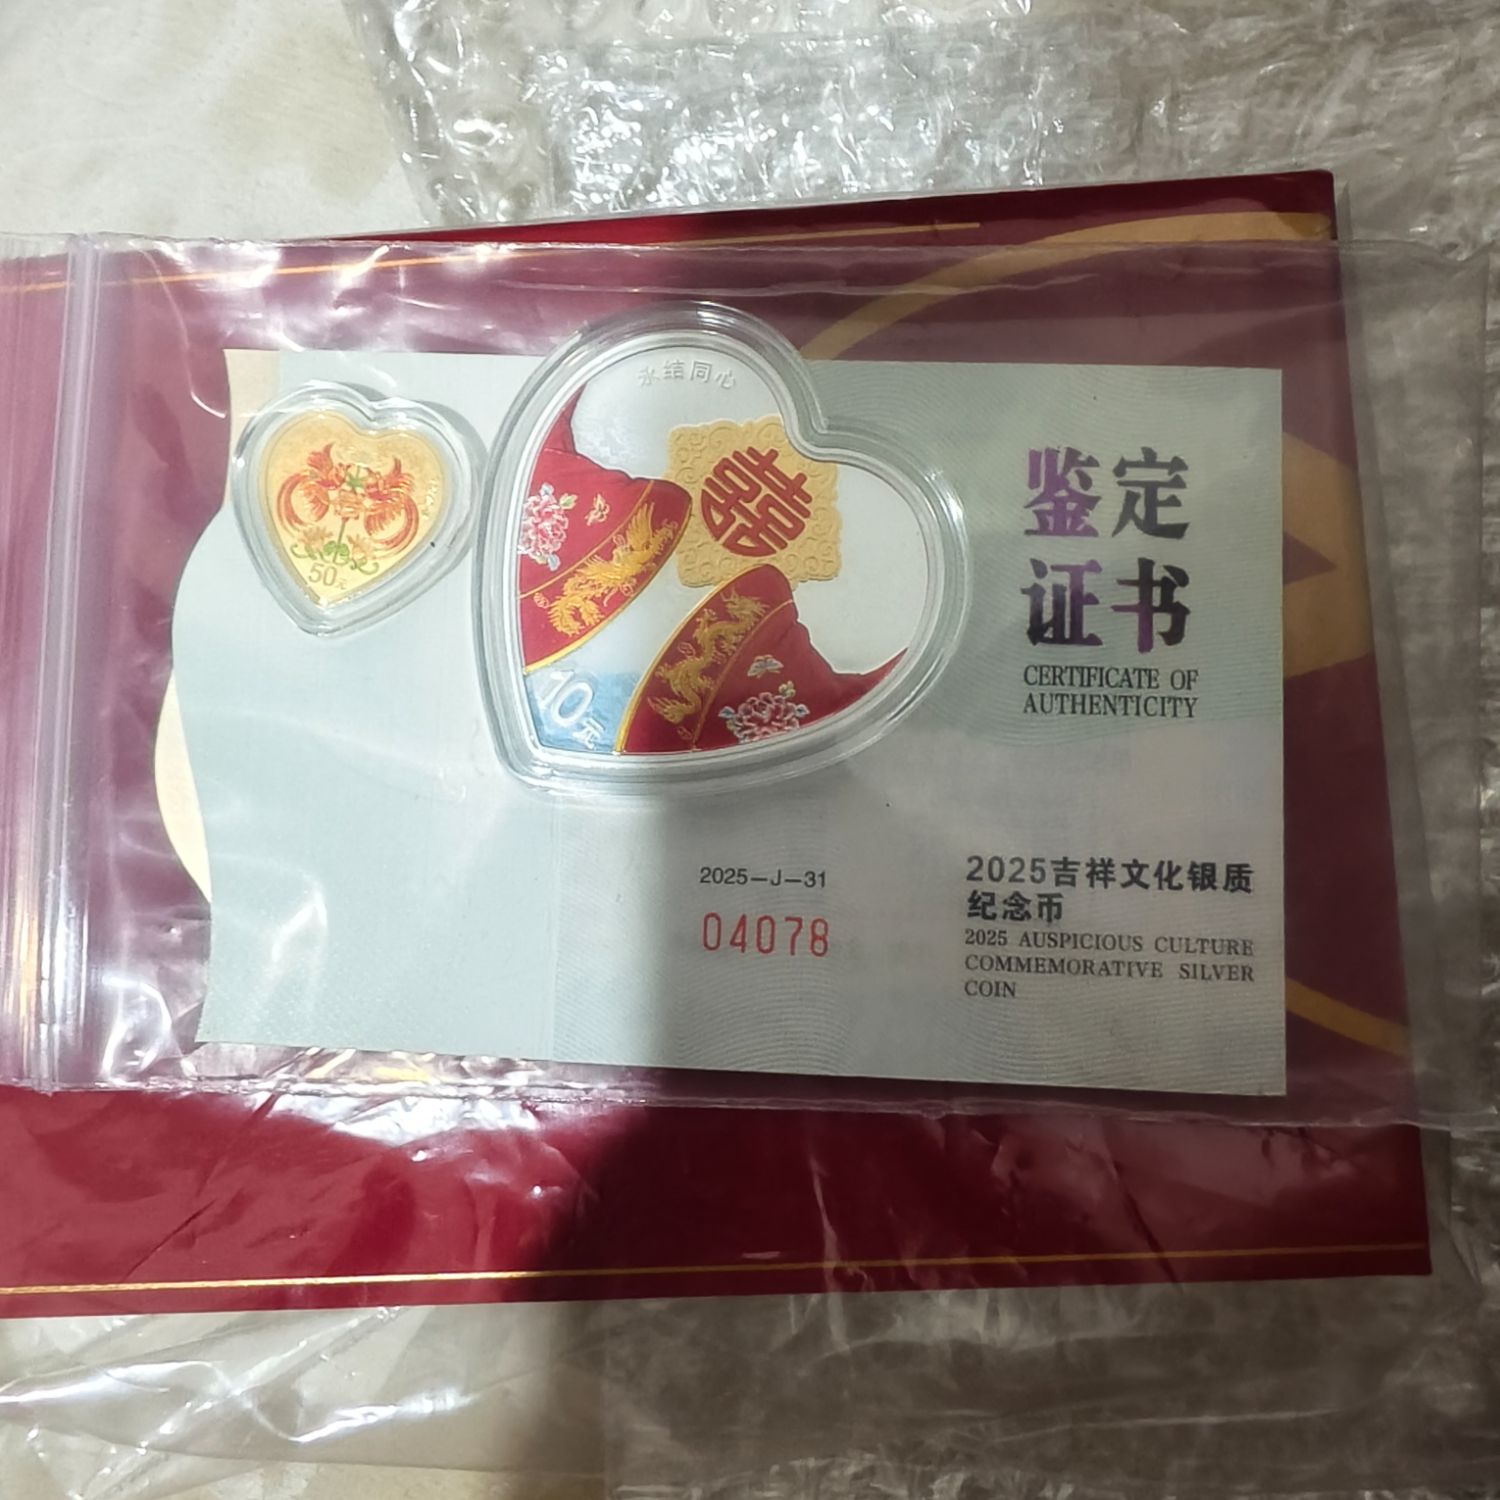 永结同心
囍
50元
10元
鉴定
证书
CERTIFICATE OF
AUTHENTICITY
2025-J-31
04078
2025吉祥文化银质
纪念币
2025 AUSPICIOUS CULTURE
COMMEMORATIVE SILVER
COIN